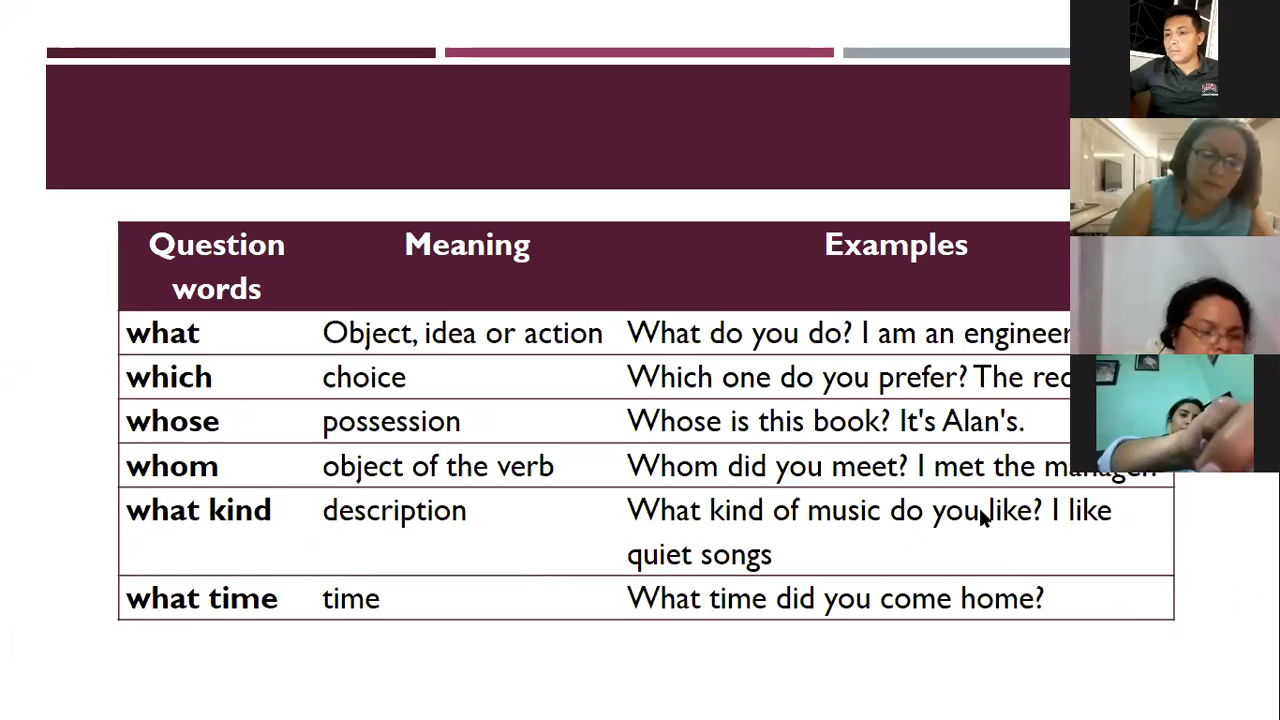 Question words
Meaning
Examples
what
Object, idea or action
What do you do? I am an engineer
which
choice
Which one do you prefer? The
whose
possession
Whose is this book? It's Alan's.
whom
object of the verb
Whom did you meet? I met the manager.
what kind
description
What kind of music do you like? I like
quiet songs
what time
time
What time did you come home?